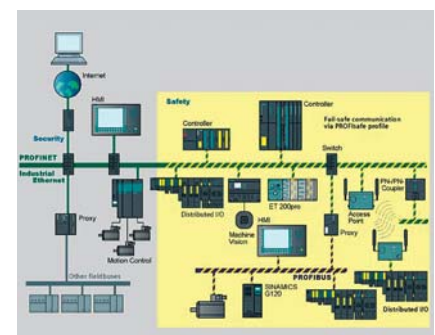 Internet
HMI
Security
PROFINET
Industrial
Ethernet
Proxy
Motion Control
Other fieldbuses
Safety
Controller
Controller
Fail-safe communication
via PROFIsafe profile
Switch
Distributed I/O
ET 200pro
Machine
Vision
HMI
Access
Point
PN-/PN-
Coupler
Proxy
PROFIBUS
SINAMICS
G120
Distributed I/O